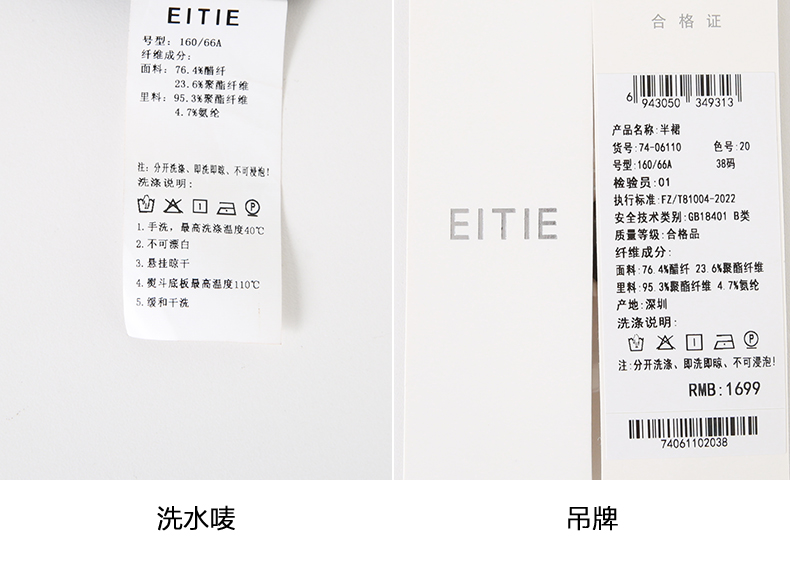 EITIE
号型: 160/66A
纤维成分:
面料: 76.4%醋纤
23.6%聚酯纤维
里料: 95.3%聚酯纤维
4.7%氨纶
注: 分开洗涤、即洗即晾、不可浸泡!
洗涤说明:
1.手洗，最高洗涤温度40℃
2.不可漂白
3.悬挂晾干
4.熨斗底板最高温度110℃
5.缓和干洗
EITIE
合格证
6 943050 349313
产品名称:半裙
货号:74-06110 色号:20
号型:160/66A 38码
检验员:01
执行标准:FZ/T81004-2022
安全技术类别:GB18401 B类
质量等级:合格品
纤维成分:
面料:76.4%醋纤 23.6%聚酯纤维
里料:95.3%聚酯纤维 4.7%氨纶
产地:深圳
洗涤说明:
注:分开洗涤、即洗即晾、不可浸泡!
RMB:1699
74061102038
洗水唛
吊牌